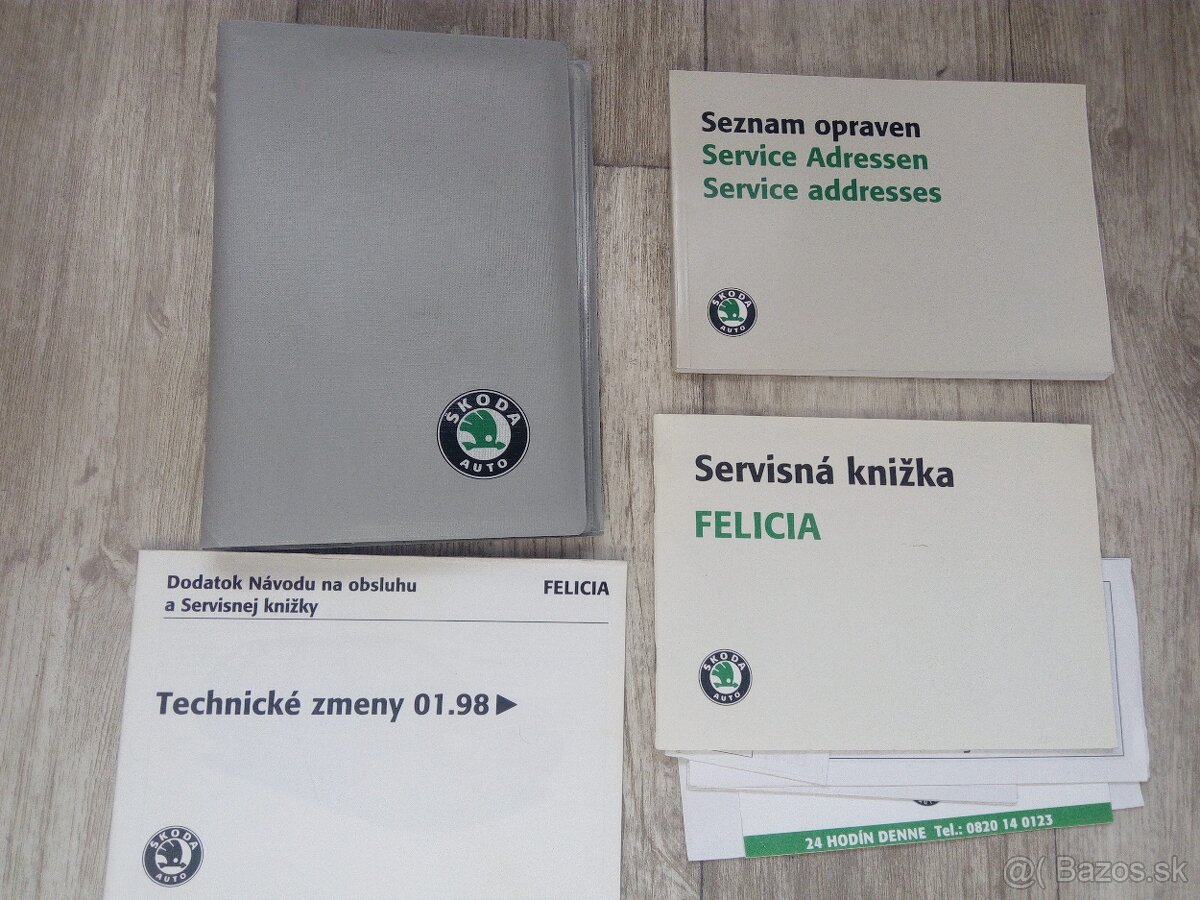 ŠKODA
AUTO
Seznam opraven
Service Adressen
Service addresses
ŠKODA
AUTO
Servisná knižka
FELICIA
ŠKODA
AUTO
Dodatok Návodu na obsluhu
a Servisnej knižky
FELICIA
Technické zmeny 01.98►
ŠKODA
AUTO
24 HODÍN DENNE Tel.: 0820 14 0123
@( Bazos.sk